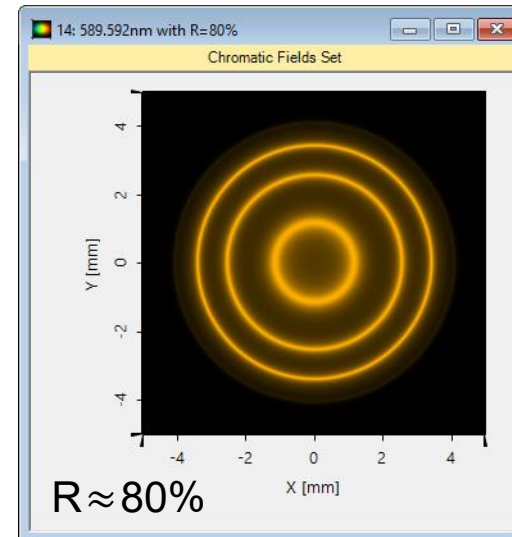 14: 589.592nm with R=80%
Chromatic Fields Set
4
2
0
-2
-4
Y [mm]
-4 -2 0 2 4
X [mm]
R≈80%